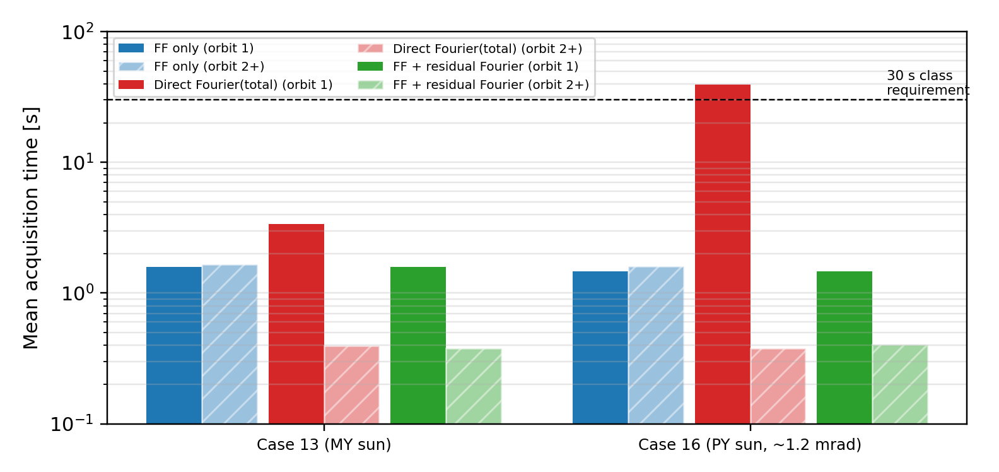 10²
10¹
10⁰
10⁻¹
Mean acquisition time [s]
FF only (orbit 1)
FF only (orbit 2+)
Direct Fourier(total) (orbit 1)
Direct Fourier(total) (orbit 2+)
FF + residual Fourier (orbit 1)
FF + residual Fourier (orbit 2+)
30 s class
requirement
Case 13 (MY sun)
Case 16 (PY sun, ~1.2 mrad)